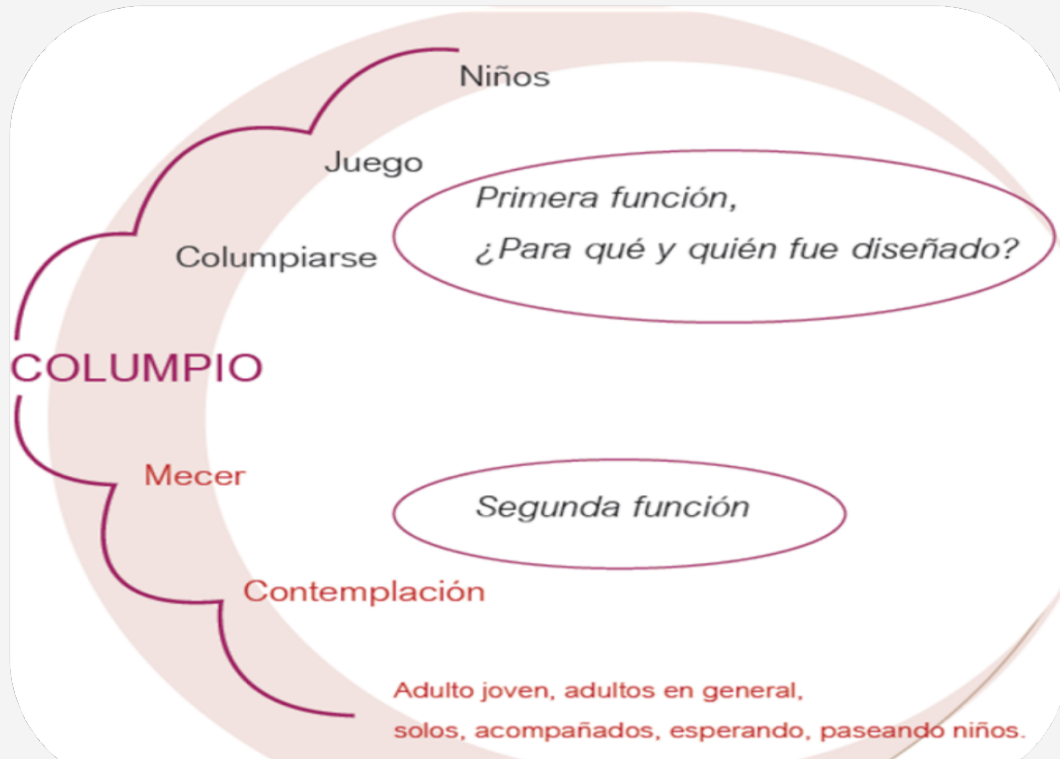 Niños
Juego
Primera función,
¿Para qué y quién fue diseñado?
Columpiarse
COLUMPIO
Mecer
Segunda función
Contemplación
Adulto joven, adultos en general,
solos, acompañados, esperando, paseando niños.